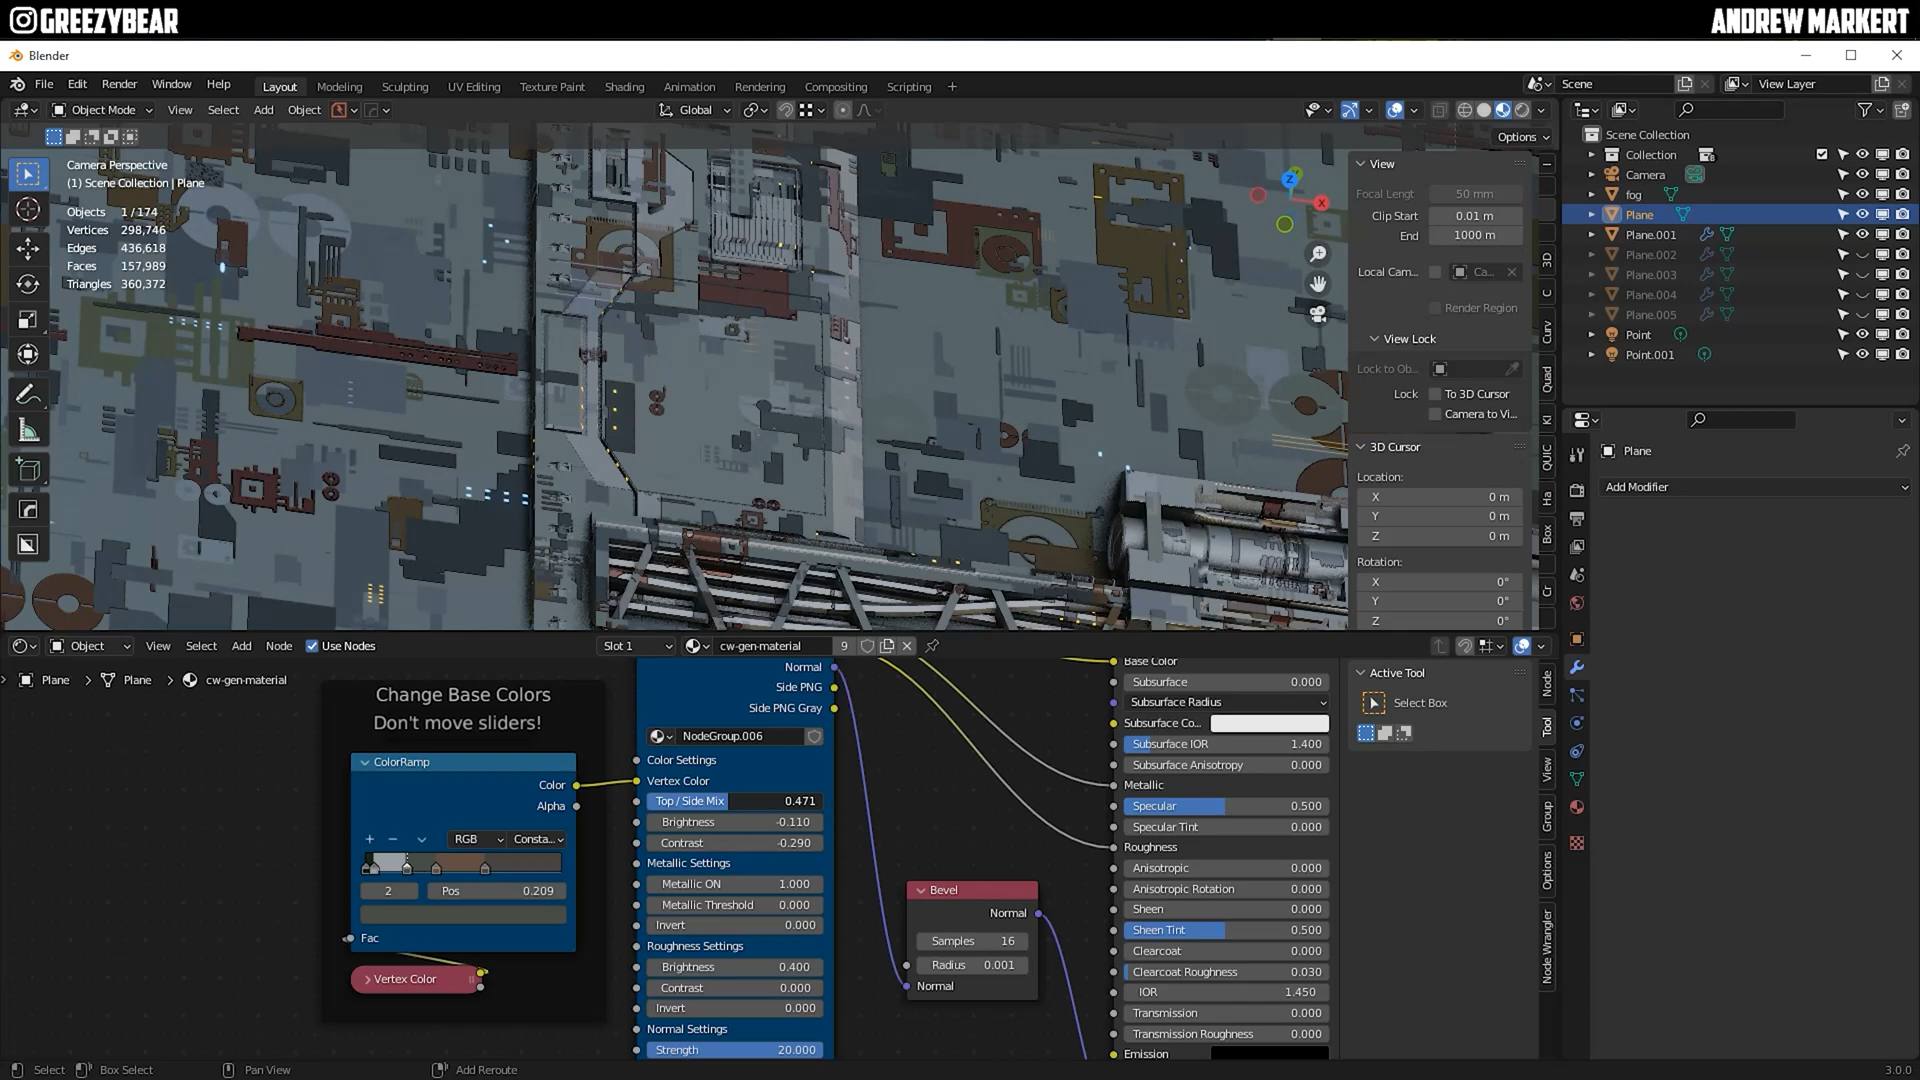 GREEZYBEAR
ANDREW MARKERT
Blender
File Edit Render Window Help Layout Modeling Sculpting UV Editing Texture Paint Shading Animation Rendering Compositing Scripting + Scene View Layer
Object Mode View Select Add Object Global
Options
Camera Perspective
(1) Scene Collection | Plane
Objects 1/174
Vertices 298,746
Edges 436,618
Faces 157,989
Triangles 360,372
Z
X
View
Focal Lengt 50 mm
Clip Start 0.01 m
End 1000 m
Local Cam... Ca...
Render Region
View Lock
Lock to Ob...
Lock To 3D Cursor
Camera to Vi...
3D Cursor
Location:
X 0 m
Y 0 m
Z 0 m
Rotation:
X 0°
Y 0°
Z 0°
3D
C
Curv
Quad
KI
QUIC
Ha
Box
Cr
Scene Collection
Collection
Camera
fog
Plane
Plane.001
Plane.002
Plane.003
Plane.004
Plane.005
Point
Point.001
Plane
Add Modifier
Object View Select Add Node Use Nodes Slot 1 cw-gen-material 9
Plane > Plane > cw-gen-material
Change Base Colors
Don't move sliders!
ColorRamp
Color
Alpha
+ − RGB Consta...
2 Pos 0.209
Fac
Vertex Color
Normal
Side PNG
Side PNG Gray
NodeGroup.006
Color Settings
Vertex Color
Top / Side Mix 0.471
Brightness -0.110
Contrast -0.290
Metallic Settings
Metallic ON 1.000
Metallic Threshold 0.000
Invert 0.000
Roughness Settings
Brightness 0.400
Contrast 0.000
Invert 0.000
Normal Settings
Strength 20.000
Bevel
Normal
Samples 16
Radius 0.001
Normal
Base Color
Subsurface 0.000
Subsurface Radius
Subsurface Co...
Subsurface IOR 1.400
Subsurface Anisotropy 0.000
Metallic
Specular 0.500
Specular Tint 0.000
Roughness
Anisotropic 0.000
Anisotropic Rotation 0.000
Sheen 0.000
Sheen Tint 0.500
Clearcoat 0.000
Clearcoat Roughness 0.030
IOR 1.450
Transmission 0.000
Transmission Roughness 0.000
Emission
Active Tool
Select Box
Node
Tool
View
Group
Options
Node Wrangler
Select Box Select Pan View Add Reroute 3.0.0